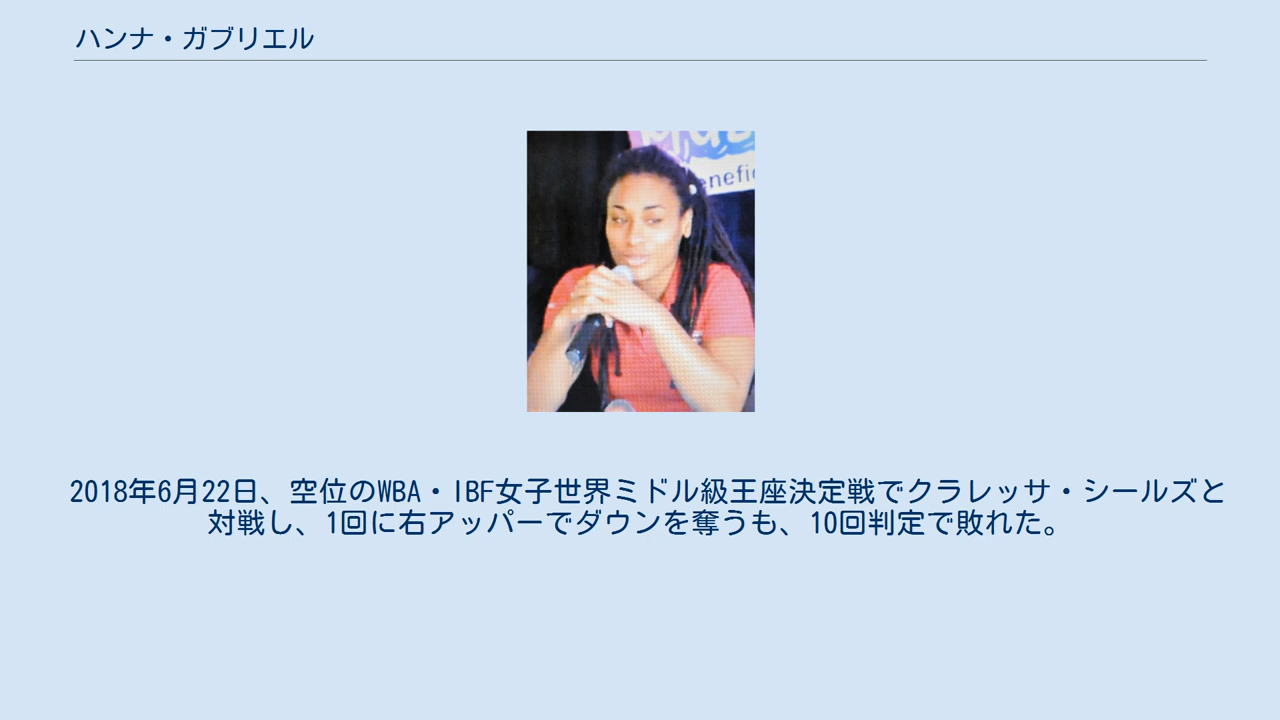 ハンナ・ガブリエル
enefic
2018年6月22日、空位のWBA・IBF女子世界ミドル級王座決定戦でクラレッサ・シールズと
対戦し、1回に右アッパーでダウンを奪うも、10回判定で敗れた。